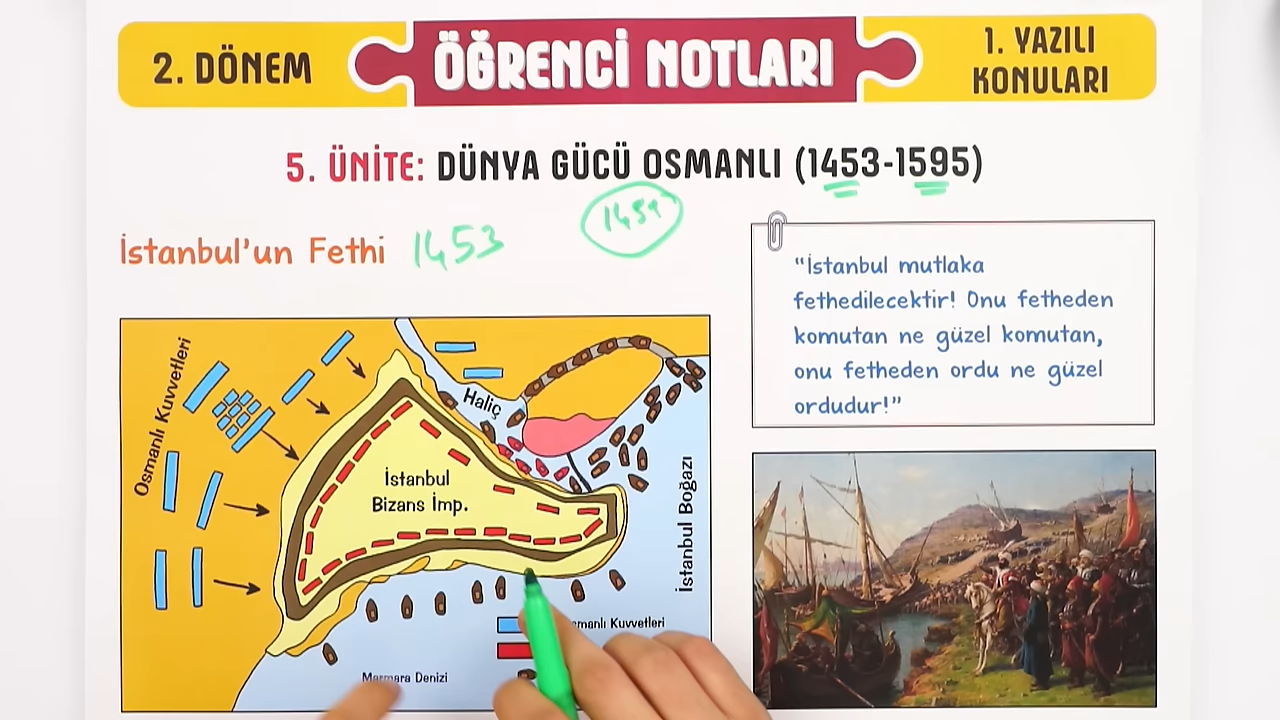 2. DÖNEM
ÖĞRENCİ NOTLARI
1. YAZILI
KONULARI
5. ÜNİTE: DÜNYA GÜCÜ OSMANLI (1453-1595)
İstanbul'un Fethi 1453
"İstanbul mutlaka
fethedilecektir! Onu fetheden
komutan ne güzel komutan,
onu fetheden ordu ne güzel
ordudur!"
Osmanlı Kuvvetleri
Haliç
İstanbul
Bizans İmp.
İstanbul Boğazı
Kuvvetleri
Marmara Denizi